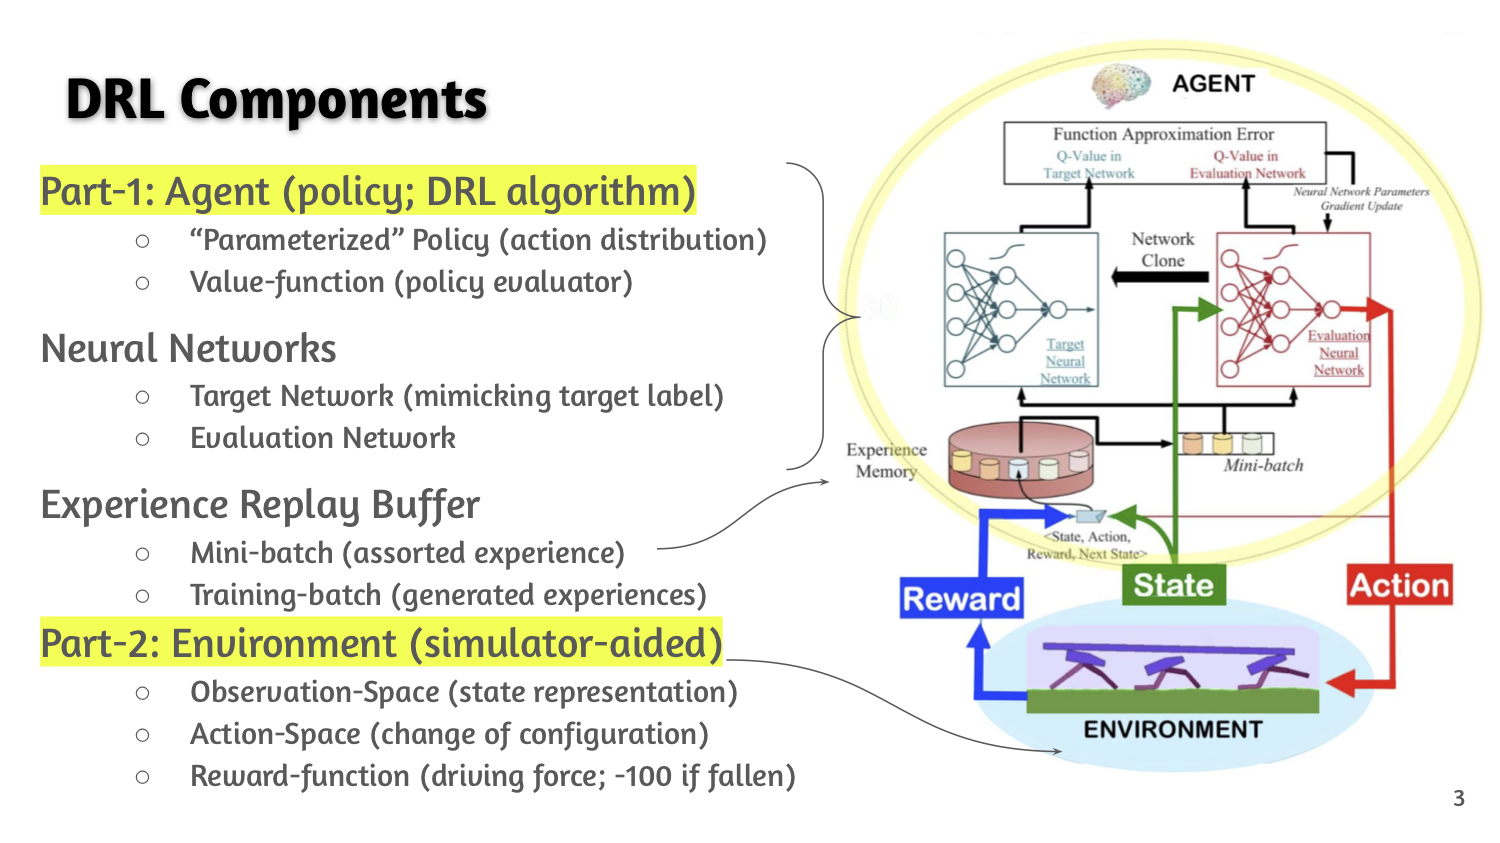 DRL Components
Part-1: Agent (policy; DRL algorithm)
○ “Parameterized” Policy (action distribution)
○ Value-function (policy evaluator)
Neural Networks
○ Target Network (mimicking target label)
○ Evaluation Network
Experience Replay Buffer
○ Mini-batch (assorted experience)
○ Training-batch (generated experiences)
Part-2: Environment (simulator-aided)
○ Observation-Space (state representation)
○ Action-Space (change of configuration)
○ Reward-function (driving force; -100 if fallen)
AGENT
Function Approximation Error
Q-Value in
Target Network
Q-Value in
Evaluation Network
Neural Network Parameters
Gradient Update
Network
Clone
Target
Neural
Network
Evaluation
Neural
Network
Experience
Memory
Mini-batch
<State, Action,
Reward, Next State>
Reward
State
Action
ENVIRONMENT
3